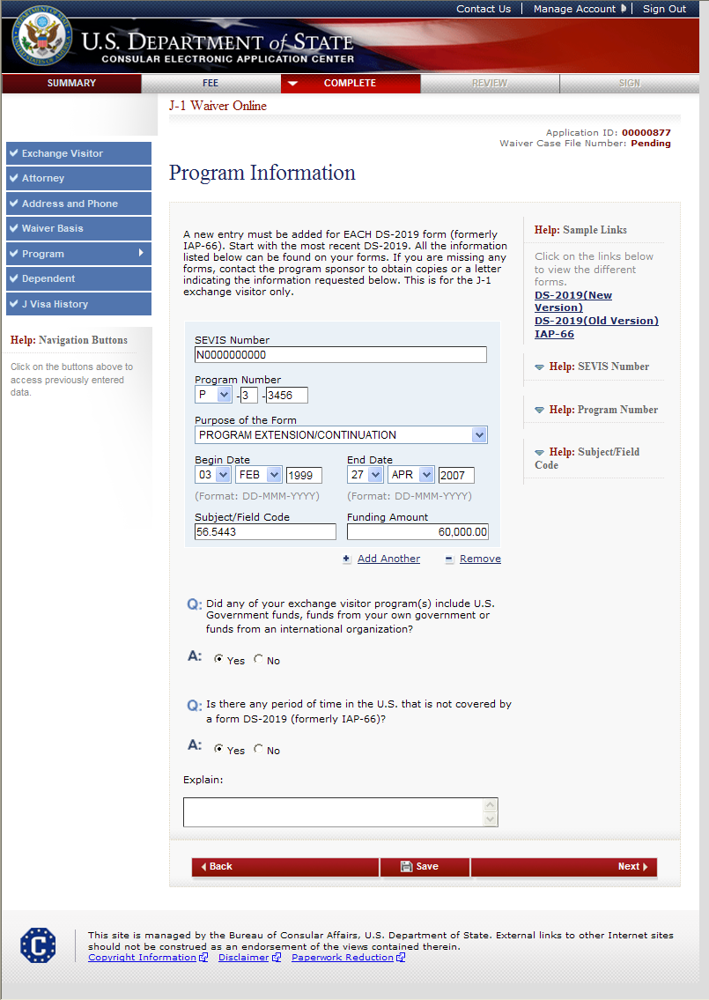 Contact Us | Manage Account | Sign Out
U.S. DEPARTMENT of STATE
CONSULAR ELECTRONIC APPLICATION CENTER
SUMMARY FEE COMPLETE REVIEW SIGN
J-1 Waiver Online
Application ID: 00000877
Waiver Case File Number: Pending
Exchange Visitor
Attorney
Address and Phone
Waiver Basis
Program
Dependent
J Visa History
Help: Navigation Buttons
Click on the buttons above to
access previously entered
data.
Program Information
A new entry must be added for EACH DS-2019 form (formerly
IAP-66). Start with the most recent DS-2019. All the information
listed below can be found on your forms. If you are missing any
forms, contact the program sponsor to obtain copies or a letter
indicating the information requested below. This is for the J-1
exchange visitor only.
SEVIS Number
N0000000000
Program Number
P -3 -3456
Purpose of the Form
PROGRAM EXTENSION/CONTINUATION
Begin Date End Date
03 FEB 1999 27 APR 2007
(Format: DD-MMM-YYYY) (Format: DD-MMM-YYYY)
Subject/Field Code Funding Amount
56.5443 60,000.00
Add Another Remove
Q: Did any of your exchange visitor program(s) include U.S.
Government funds, funds from your own government or
funds from an international organization?
A: Yes No
Q: Is there any period of time in the U.S. that is not covered by
a form DS-2019 (formerly IAP-66)?
A: Yes No
Explain:
Back Save Next
Help: Sample Links
Click on the links below
to view the different
forms.
DS-2019(New
Version)
DS-2019(Old Version)
IAP-66
Help: SEVIS Number
Help: Program Number
Help: Subject/Field
Code
C
This site is managed by the Bureau of Consular Affairs, U.S. Department of State. External links to other Internet sites
should not be construed as an endorsement of the views contained therein.
Copyright Information Disclaimer Paperwork Reduction